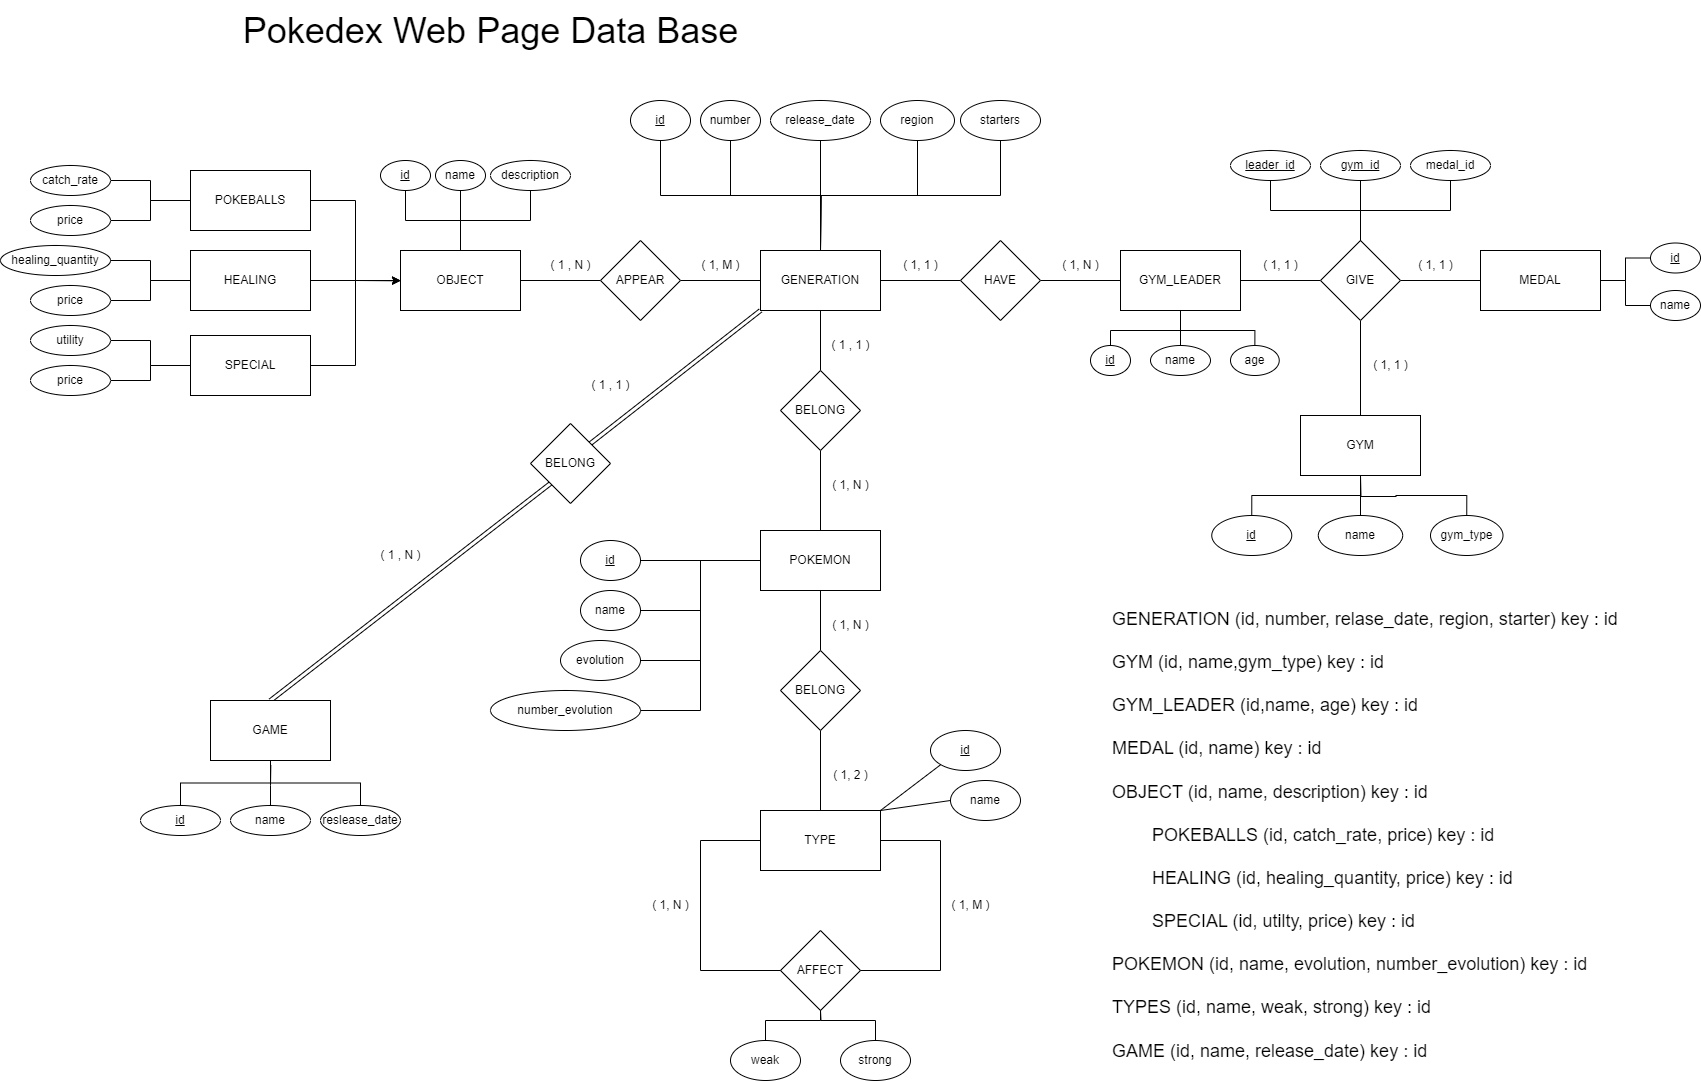 Pokedex Web Page Data Base
id
number
release_date
region
starters
leader_id
gym_id
medal_id
catch_rate
price
POKEBALLS
id
name
description
healing_quantity
price
HEALING
OBJECT
( 1 , N )
APPEAR
( 1, M )
GENERATION
( 1, 1 )
HAVE
( 1, N )
GYM_LEADER
( 1, 1 )
GIVE
( 1, 1 )
MEDAL
id
name
utility
price
SPECIAL
id
name
age
( 1 , 1 )
( 1, 1 )
( 1 , 1 )
BELONG
BELONG
GYM
( 1, N )
id
name
gym_type
( 1 , N )
POKEMON
id
name
evolution
number_evolution
( 1, N )
BELONG
( 1, 2 )
id
name
GAME
id
name
reslease_date
TYPE
( 1, N )
( 1, M )
AFFECT
weak
strong
GENERATION (id, number, relase_date, region, starter) key : id
GYM (id, name,gym_type) key : id
GYM_LEADER (id,name, age) key : id
MEDAL (id, name) key : id
OBJECT (id, name, description) key : id
POKEBALLS (id, catch_rate, price) key : id
HEALING (id, healing_quantity, price) key : id
SPECIAL (id, utilty, price) key : id
POKEMON (id, name, evolution, number_evolution) key : id
TYPES (id, name, weak, strong) key : id
GAME (id, name, release_date) key : id